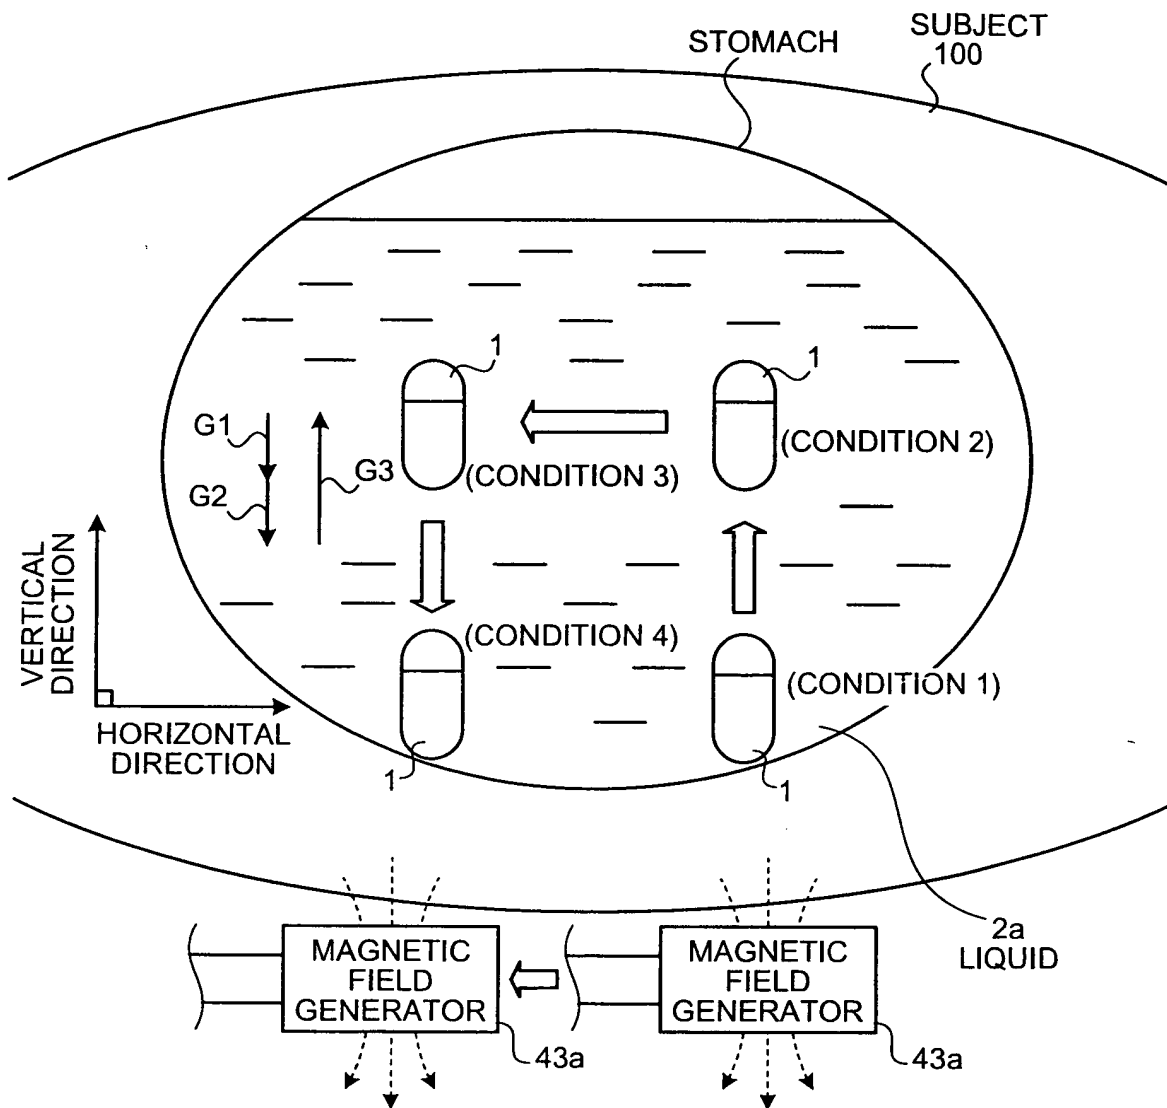 SUBJECT
100
STOMACH
1
1
G1
G2
G3
(CONDITION 3)
(CONDITION 2)
VERTICAL
DIRECTION
(CONDITION 4)
(CONDITION 1)
HORIZONTAL
DIRECTION
1
1
2a
LIQUID
MAGNETIC
FIELD
GENERATOR
43a
MAGNETIC
FIELD
GENERATOR
43a